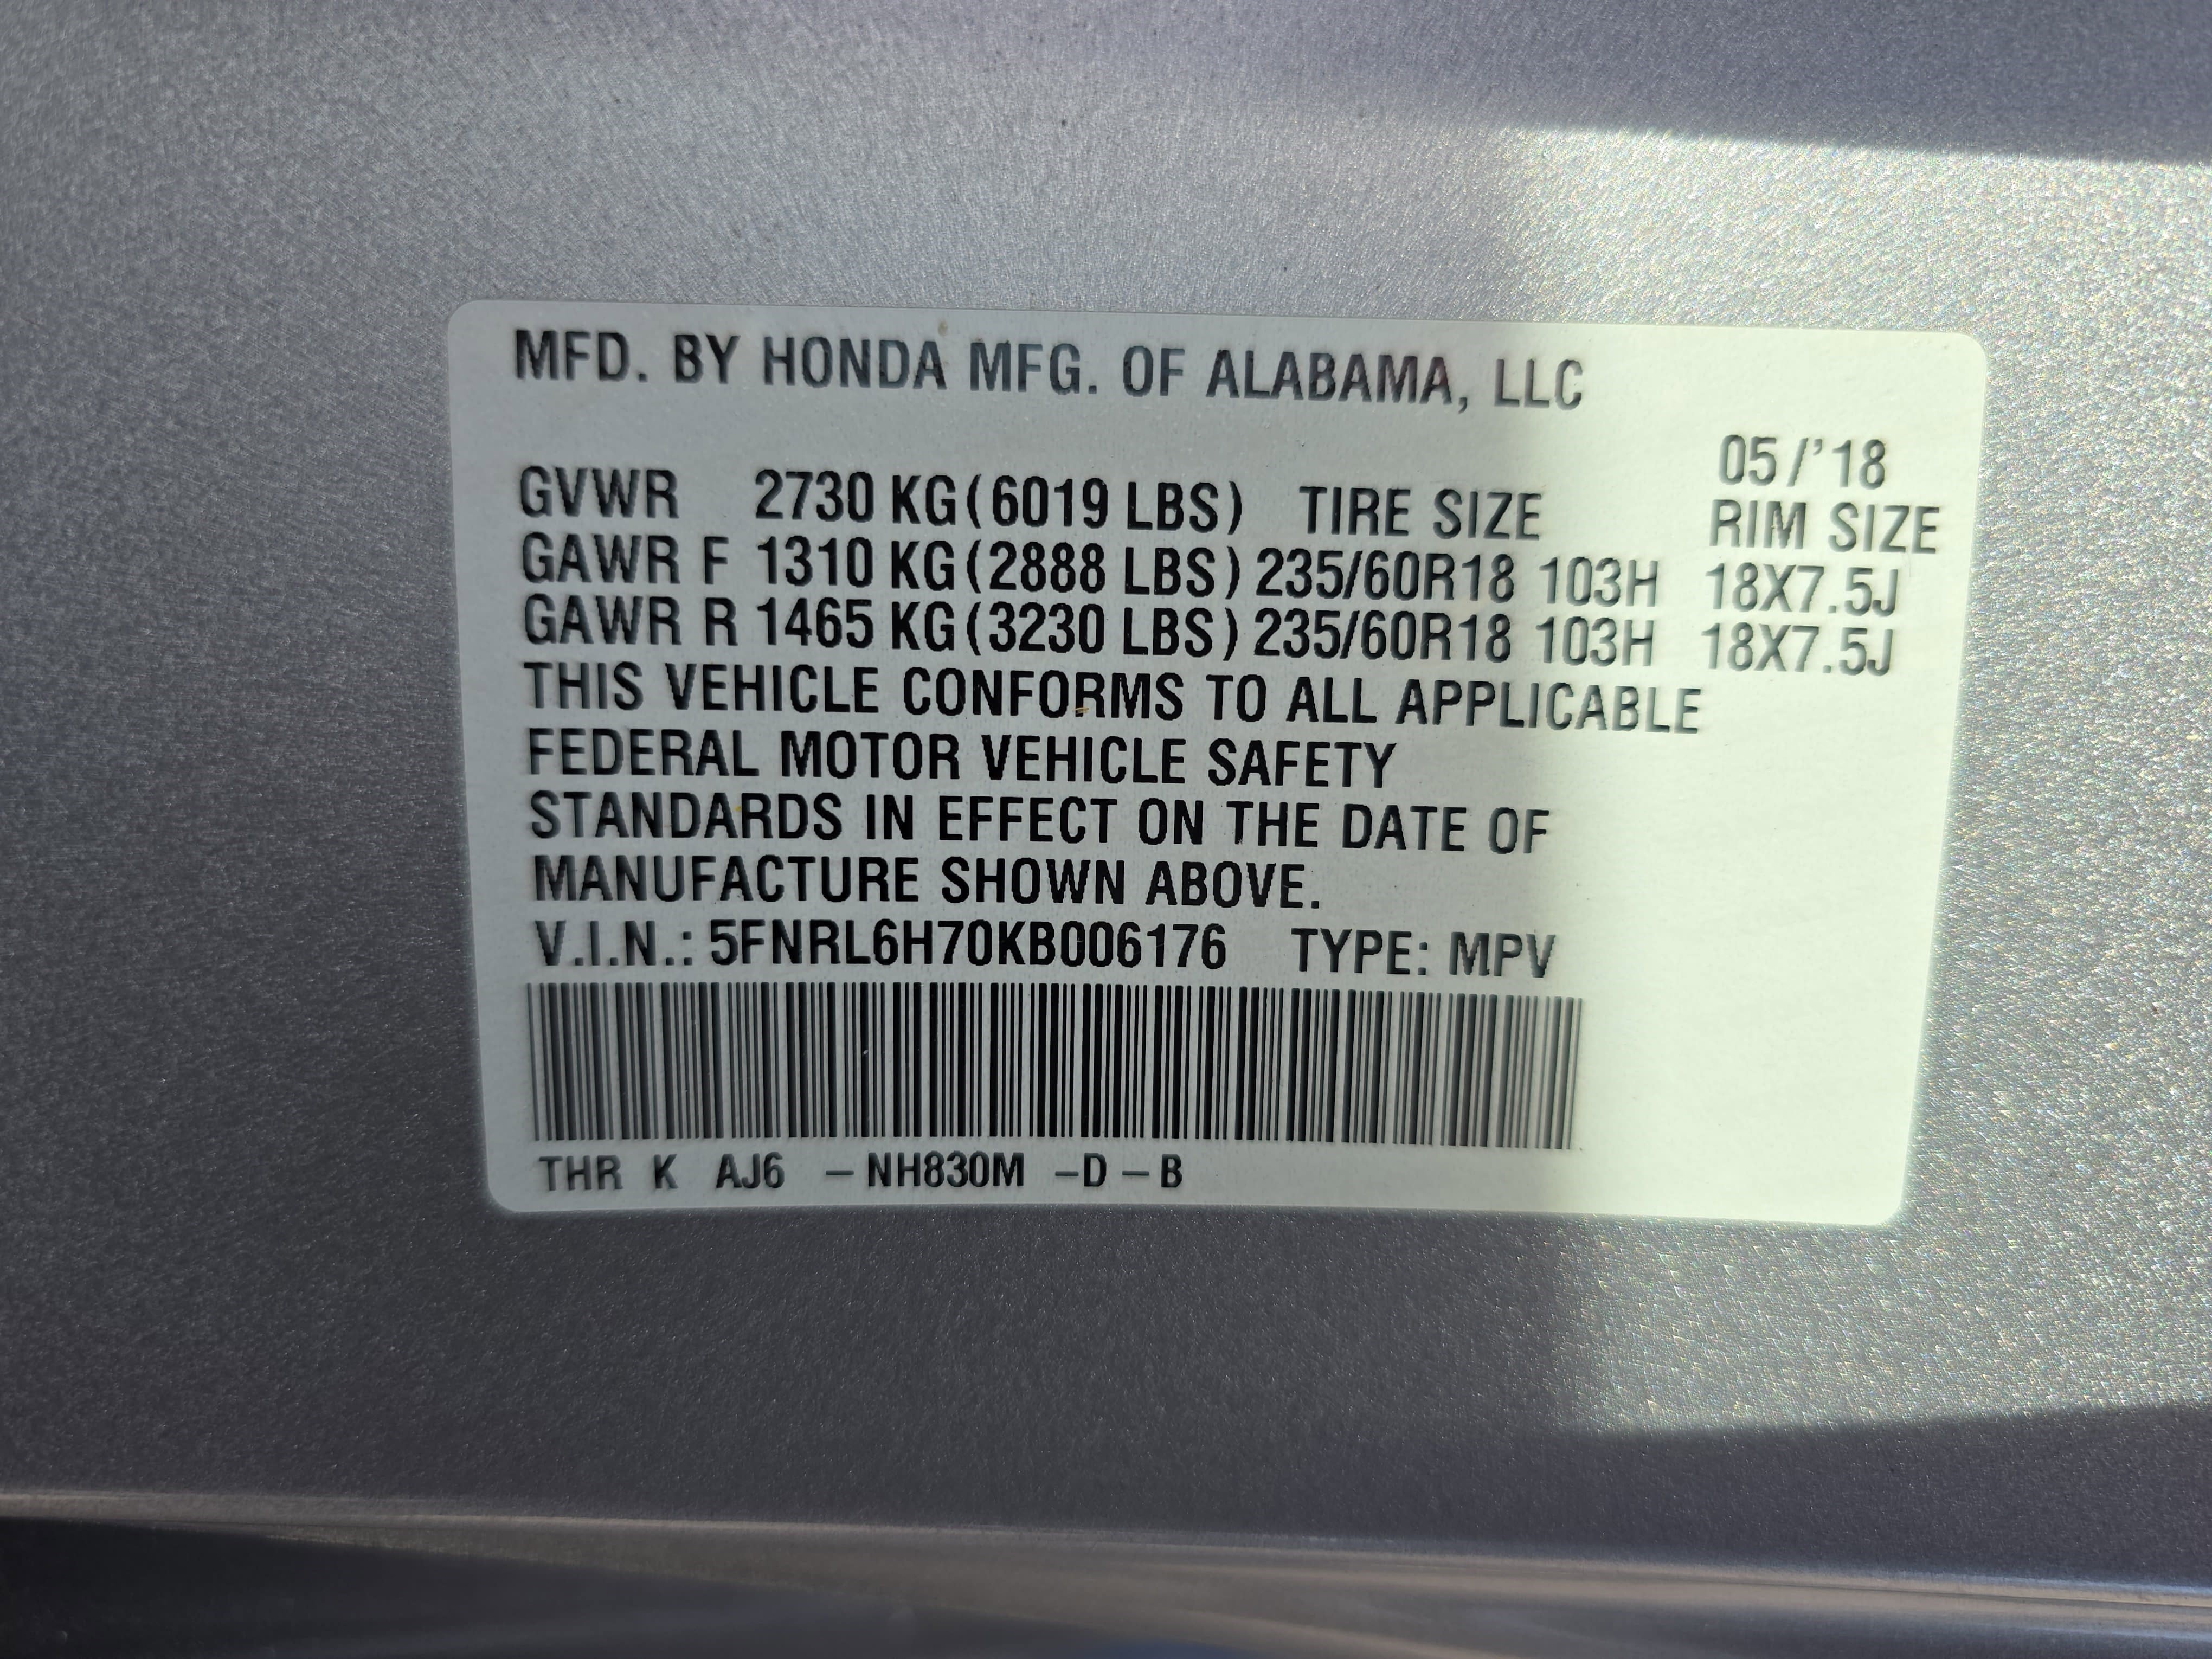 MFD. BY HONDA MFG. OF ALABAMA, LLC
05/'18
GVWR 2730 KG(6019 LBS) TIRE SIZE RIM SIZE
GAWR F 1310 KG(2888 LBS) 235/60R18 103H 18X7.5J
GAWR R 1465 KG(3230 LBS) 235/60R18 103H 18X7.5J
THIS VEHICLE CONFORMS TO ALL APPLICABLE
FEDERAL MOTOR VEHICLE SAFETY
STANDARDS IN EFFECT ON THE DATE OF
MANUFACTURE SHOWN ABOVE.
V.I.N.: 5FNRL6H70KB006176 TYPE: MPV
THR K AJ6 – NH830M –D – B